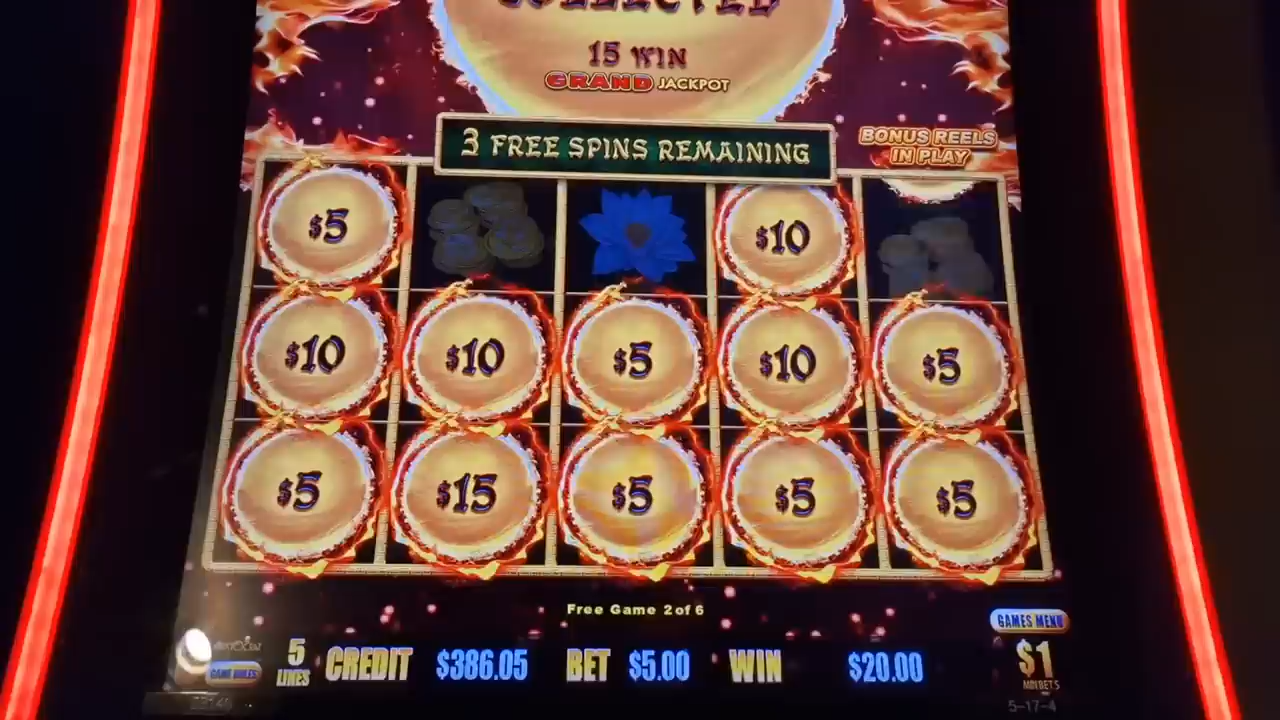 COLLECTED
15 WIN
GRAND JACKPOT
3 FREE SPINS REMAINING
BONUS REELS
IN PLAY
$5
$10
$10
$10
$5
$10
$5
$5
$15
$5
$5
$5
Free Game 2 of 6
GAMES MENU
5
LINES
CREDIT $386.05 BET $5.00 WIN $20.00
$1
GAME RULES
5-17-4